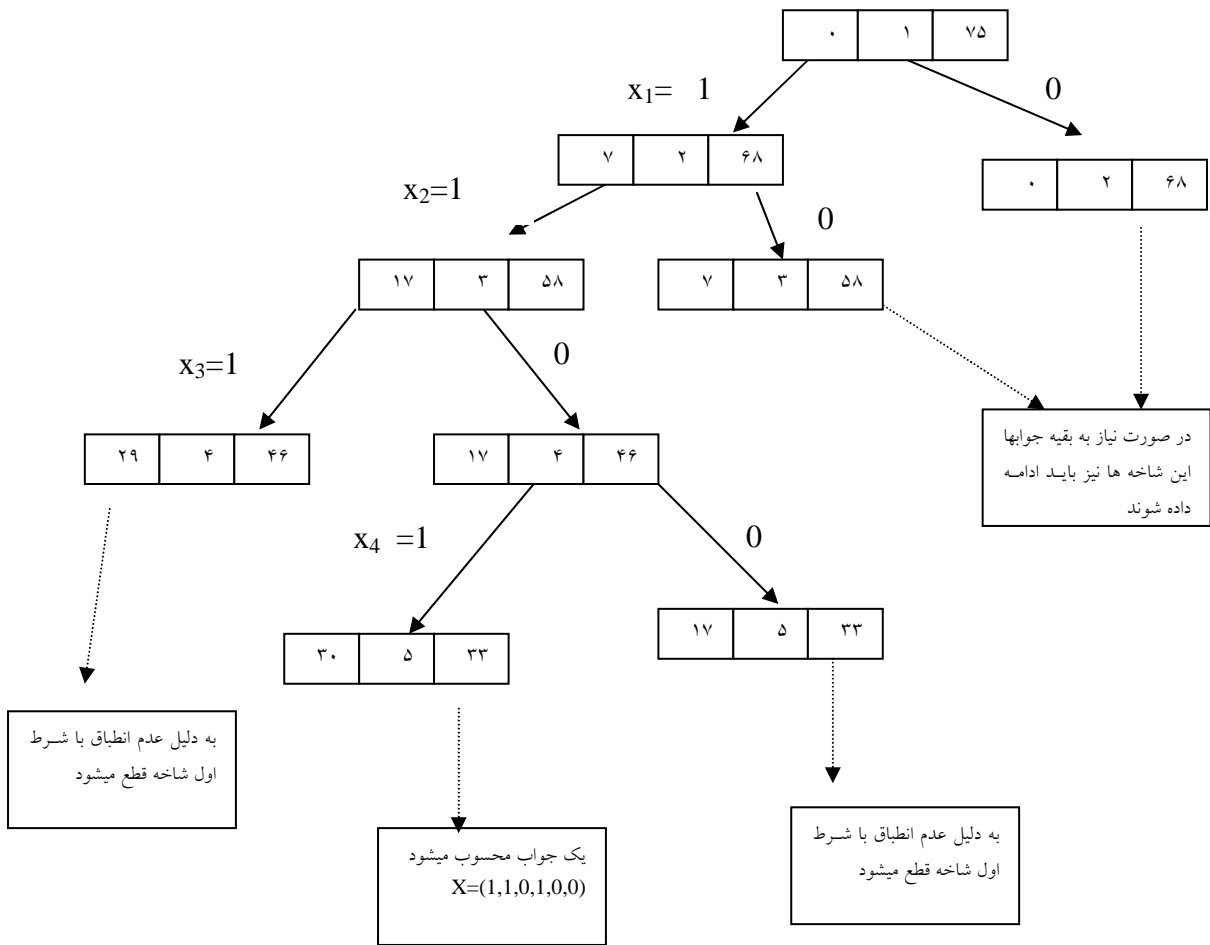 ۰ ۱ ۷۵
x1= 1
0
۷ ۲ ۶۸
۰ ۲ ۶۸
x2=1
0
۱۷ ۳ ۵۸
۷ ۳ ۵۸
x3=1
0
۲۹ ۴ ۴۶
۱۷ ۴ ۴۶
در صورت نیاز به بقیه جوابها
این شاخه ها نیز باید ادامه
داده شوند
x4 =1
0
۳۰ ۵ ۳۳
۱۷ ۵ ۳۳
به دلیل عدم انطباق با شرط
اول شاخه قطع میشود
یک جواب محسوب میشود
X=(1,1,0,1,0,0)
به دلیل عدم انطباق با شرط
اول شاخه قطع میشود